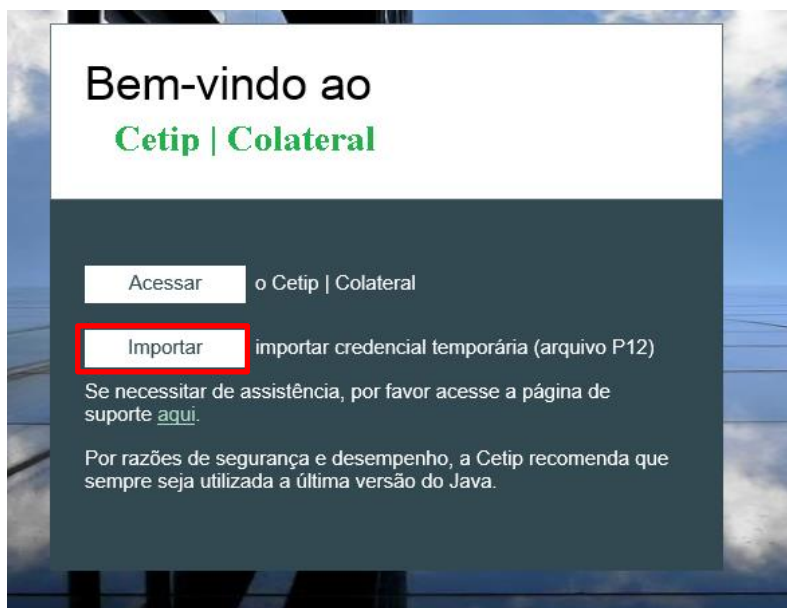 Bem-vindo ao
Cetip | Colateral
Acessar o Cetip | Colateral
Importar importar credencial temporária (arquivo P12)
Se necessitar de assistência, por favor acesse a página de
suporte aqui.
Por razões de segurança e desempenho, a Cetip recomenda que
sempre seja utilizada a última versão do Java.